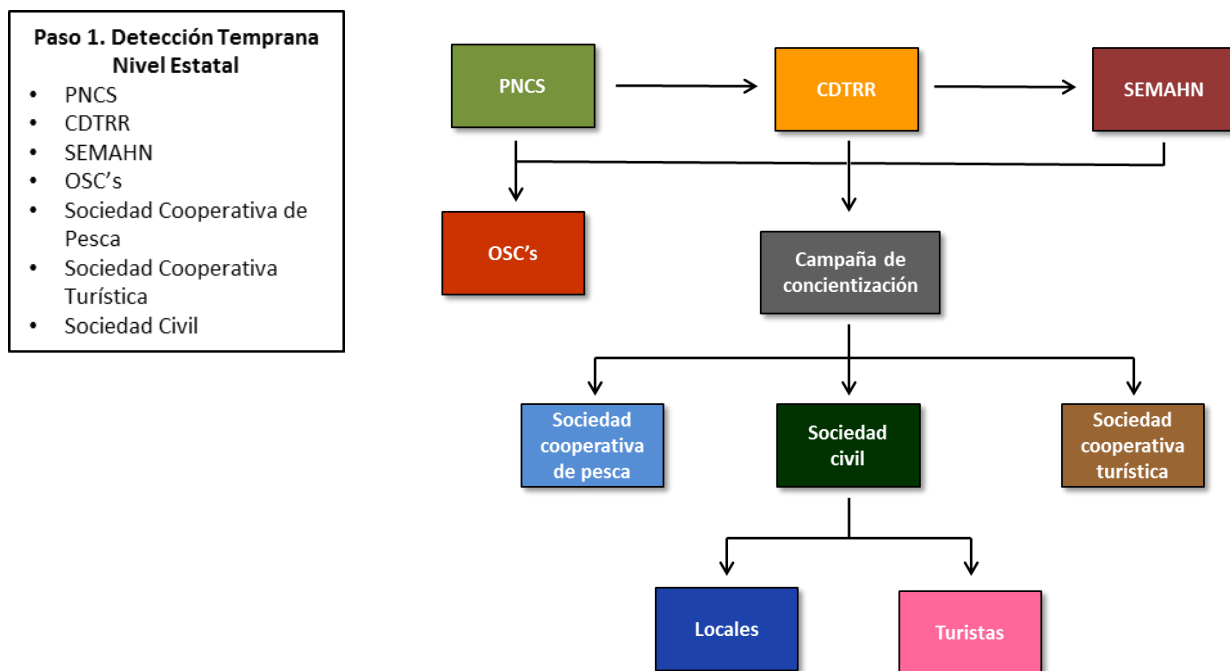 Paso 1. Detección Temprana
Nivel Estatal
• PNCS
• CDTRR
• SEMAHN
• OSC’s
• Sociedad Cooperativa de
Pesca
• Sociedad Cooperativa
Turística
• Sociedad Civil
PNCS
CDTRR
SEMAHN
OSC’s
Campaña de
concientización
Sociedad
cooperativa
de pesca
Sociedad
civil
Sociedad
cooperativa
turística
Locales
Turistas